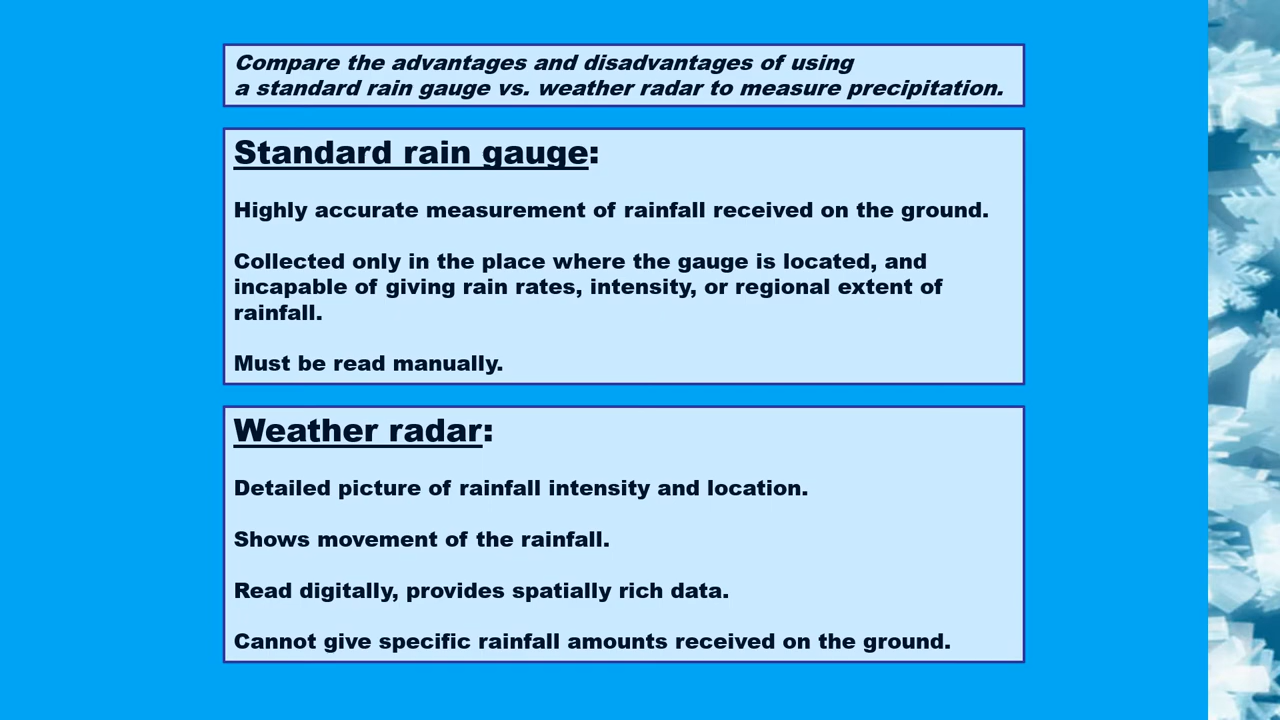 Compare the advantages and disadvantages of using
a standard rain gauge vs. weather radar to measure precipitation.
Standard rain gauge:
Highly accurate measurement of rainfall received on the ground.
Collected only in the place where the gauge is located, and
incapable of giving rain rates, intensity, or regional extent of
rainfall.
Must be read manually.
Weather radar:
Detailed picture of rainfall intensity and location.
Shows movement of the rainfall.
Read digitally, provides spatially rich data.
Cannot give specific rainfall amounts received on the ground.